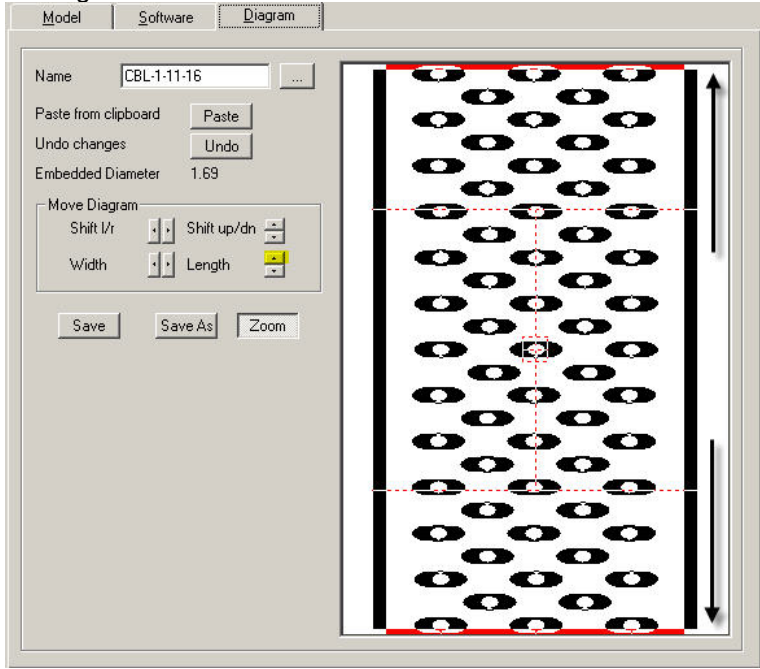 Model Software Diagram
Name CBL-1-11-16 ...
Paste from clipboard Paste
Undo changes Undo
Embedded Diameter 1.69
Move Diagram
Shift l/r Shift up/dn
Width Length
Save Save As Zoom